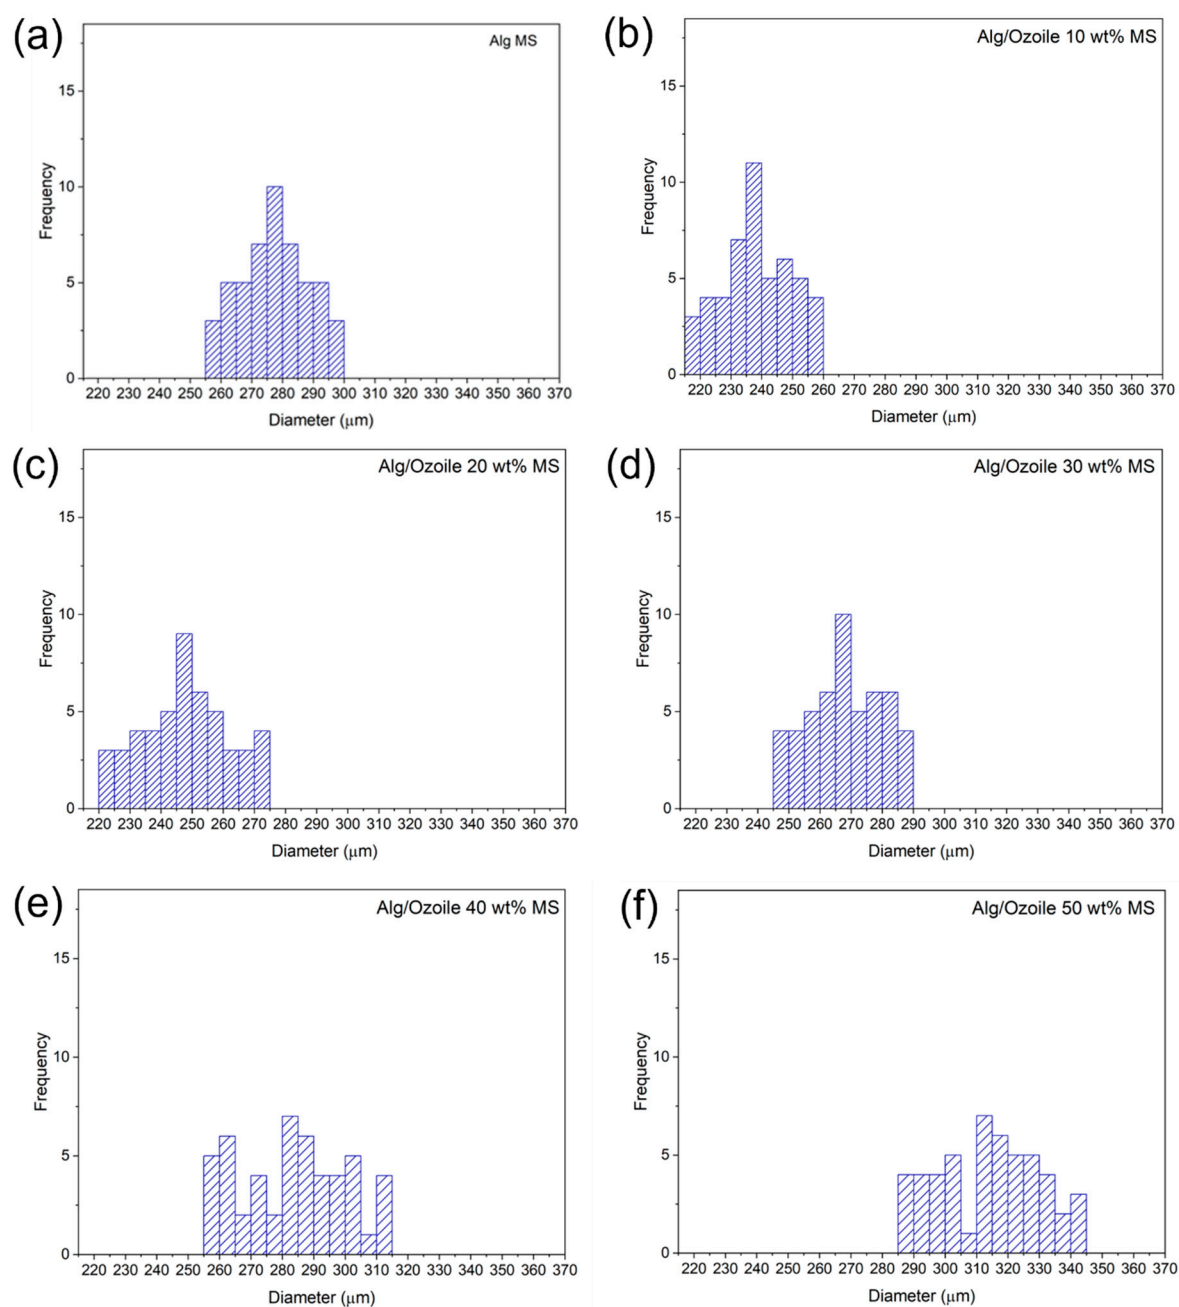 (a)
Alg MS
15
10
5
0
Frequency
220 230 240 250 260 270 280 290 300 310 320 330 340 350 360 370
Diameter (μm)
(b)
Alg/Ozoile 10 wt% MS
15
10
5
0
Frequency
220 230 240 250 260 270 280 290 300 310 320 330 340 350 360 370
Diameter (μm)
(c)
Alg/Ozoile 20 wt% MS
15
10
5
0
Frequency
220 230 240 250 260 270 280 290 300 310 320 330 340 350 360 370
Diameter (μm)
(d)
Alg/Ozoile 30 wt% MS
15
10
5
0
Frequency
220 230 240 250 260 270 280 290 300 310 320 330 340 350 360 370
Diameter (μm)
(e)
Alg/Ozoile 40 wt% MS
15
10
5
0
Frequency
220 230 240 250 260 270 280 290 300 310 320 330 340 350 360 370
Diameter (μm)
(f)
Alg/Ozoile 50 wt% MS
15
10
5
0
Frequency
220 230 240 250 260 270 280 290 300 310 320 330 340 350 360 370
Diameter (μm)